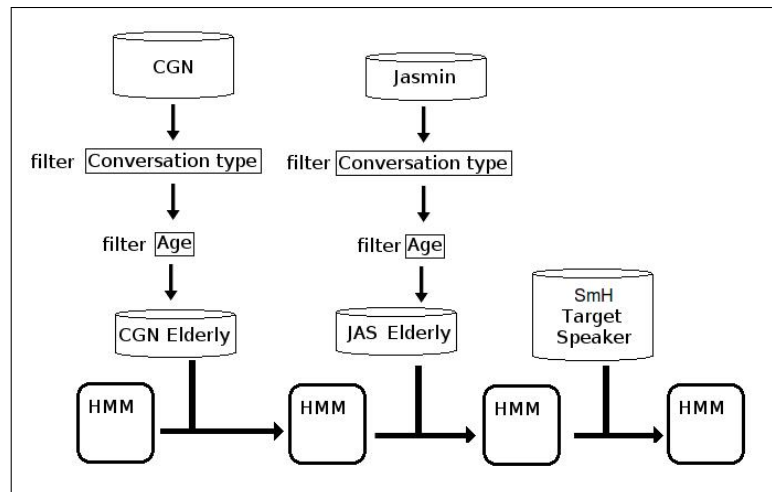 CGN
Jasmin
filter Conversation type
filter Conversation type
filter Age
filter Age
CGN Elderly
JAS Elderly
SmH
Target
Speaker
HMM
HMM
HMM
HMM